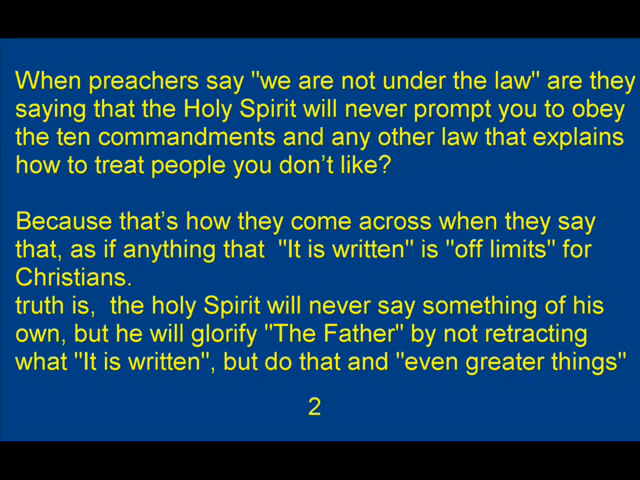 When preachers say "we are not under the law" are they
saying that the Holy Spirit will never prompt you to obey
the ten commandments and any other law that explains
how to treat people you don’t like?
Because that’s how they come across when they say
that, as if anything that "It is written" is "off limits" for
Christians.
truth is, the holy Spirit will never say something of his
own, but he will glorify "The Father" by not retracting
what "It is written", but do that and "even greater things"
2